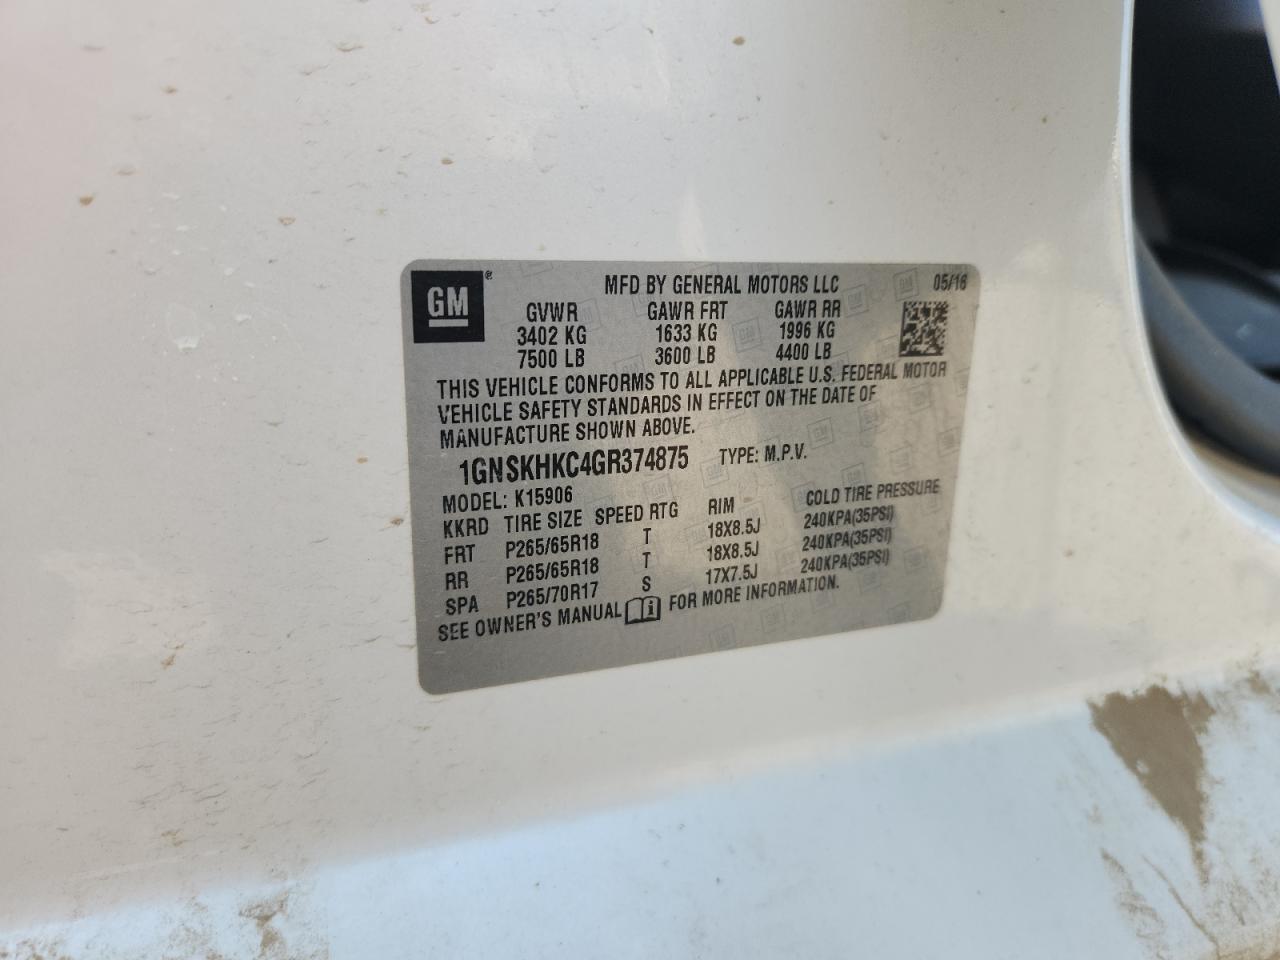 GM ®
MFD BY GENERAL MOTORS LLC 05/16
GVWR GAWR FRT GAWR RR
3402 KG 1633 KG 1996 KG
7500 LB 3600 LB 4400 LB
THIS VEHICLE CONFORMS TO ALL APPLICABLE U.S. FEDERAL MOTOR
VEHICLE SAFETY STANDARDS IN EFFECT ON THE DATE OF
MANUFACTURE SHOWN ABOVE.
1GNSKHKC4GR374875 TYPE: M.P.V.
MODEL: K15906
KKRD TIRE SIZE SPEED RTG RIM COLD TIRE PRESSURE
FRT P265/65R18 T 18X8.5J 240KPA(35PSI)
RR P265/65R18 T 18X8.5J 240KPA(35PSI)
SPA P265/70R17 S 17X7.5J 240KPA(35PSI)
SEE OWNER'S MANUAL FOR MORE INFORMATION.